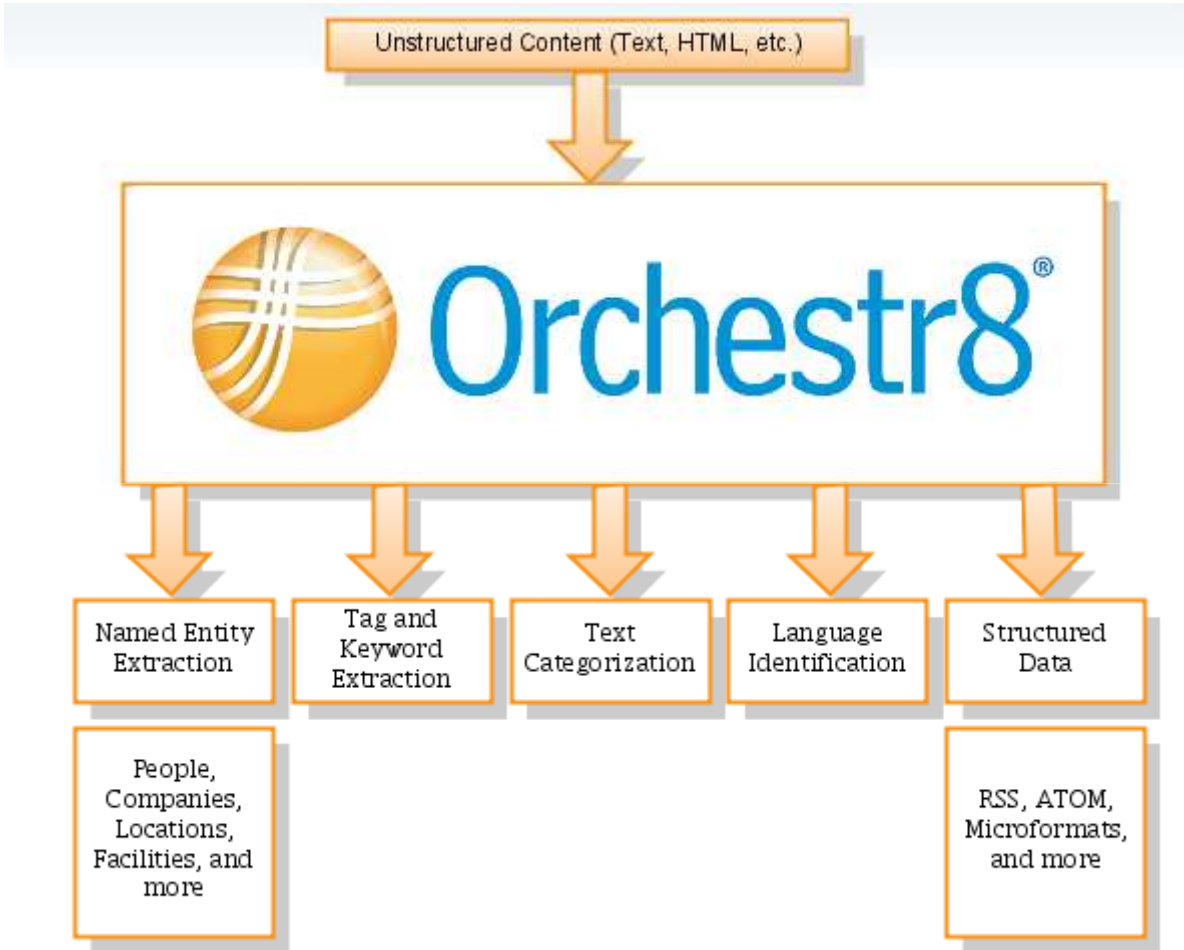 Unstructured Content (Text, HTML, etc.)
Orchestr8®
Named Entity
Extraction
Tag and
Keyword
Extraction
Text
Categorization
Language
Identification
Structured
Data
People,
Companies,
Locations,
Facilities, and
more
RSS, ATOM,
Microformats,
and more